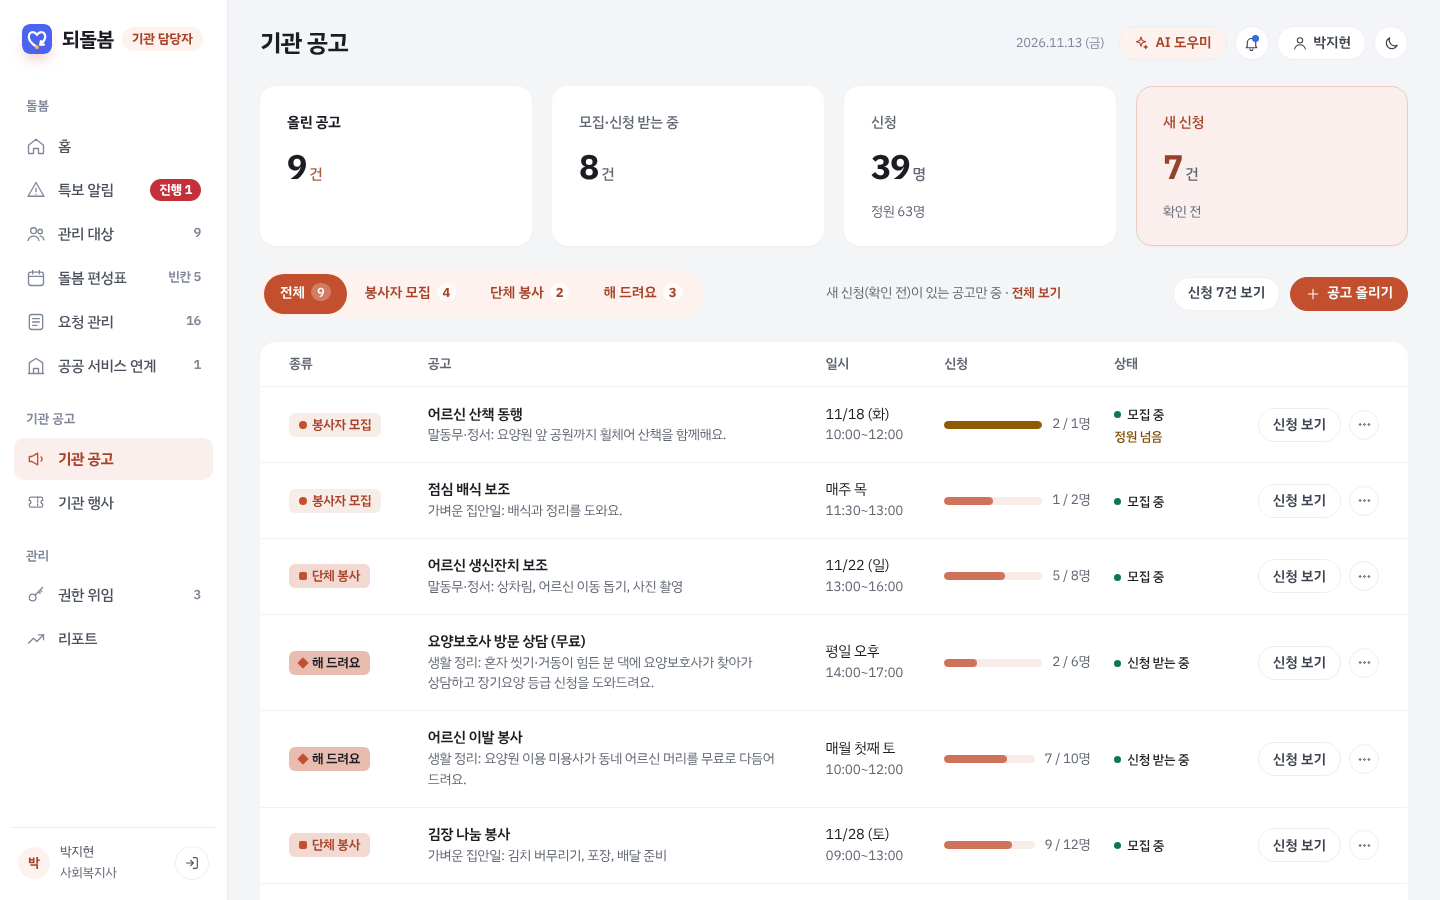 되돌봄 기관 담당자
돌봄
홈
특보 알림 진행 1
관리 대상 9
돌봄 편성표 빈칸 5
요청 관리 16
공공 서비스 연계 1
기관 공고
기관 공고
기관 행사
관리
권한 위임 3
리포트
박 박지현
사회복지사
기관 공고
2026.11.13 (금) AI 도우미 박지현
올린 공고
9 건
모집·신청 받는 중
8 건
신청
39 명
정원 63명
새 신청
7 건
확인 전
전체 9 봉사자 모집 4 단체 봉사 2 해 드려요 3
새 신청(확인 전)이 있는 공고만 중 · 전체 보기
신청 7건 보기 + 공고 올리기
종류 공고 일시 신청 상태
봉사자 모집
어르신 산책 동행
말동무·정서: 요양원 앞 공원까지 휠체어 산책을 함께해요.
11/18 (화)
10:00~12:00
2 / 1명
모집 중
정원 넘음
신청 보기 ···
봉사자 모집
점심 배식 보조
가벼운 집안일: 배식과 정리를 도와요.
매주 목
11:30~13:00
1 / 2명
모집 중
신청 보기 ···
단체 봉사
어르신 생신잔치 보조
말동무·정서: 상차림, 어르신 이동 돕기, 사진 촬영
11/22 (일)
13:00~16:00
5 / 8명
모집 중
신청 보기 ···
해 드려요
요양보호사 방문 상담 (무료)
생활 정리: 혼자 씻기·거동이 힘든 분 댁에 요양보호사가 찾아가
상담하고 장기요양 등급 신청을 도와드려요.
평일 오후
14:00~17:00
2 / 6명
신청 받는 중
신청 보기 ···
해 드려요
어르신 이발 봉사
생활 정리: 요양원 이용 미용사가 동네 어르신 머리를 무료로 다듬어
드려요.
매월 첫째 토
10:00~12:00
7 / 10명
신청 받는 중
신청 보기 ···
단체 봉사
김장 나눔 봉사
가벼운 집안일: 김치 버무리기, 포장, 배달 준비
11/28 (토)
09:00~13:00
9 / 12명
모집 중
신청 보기 ···